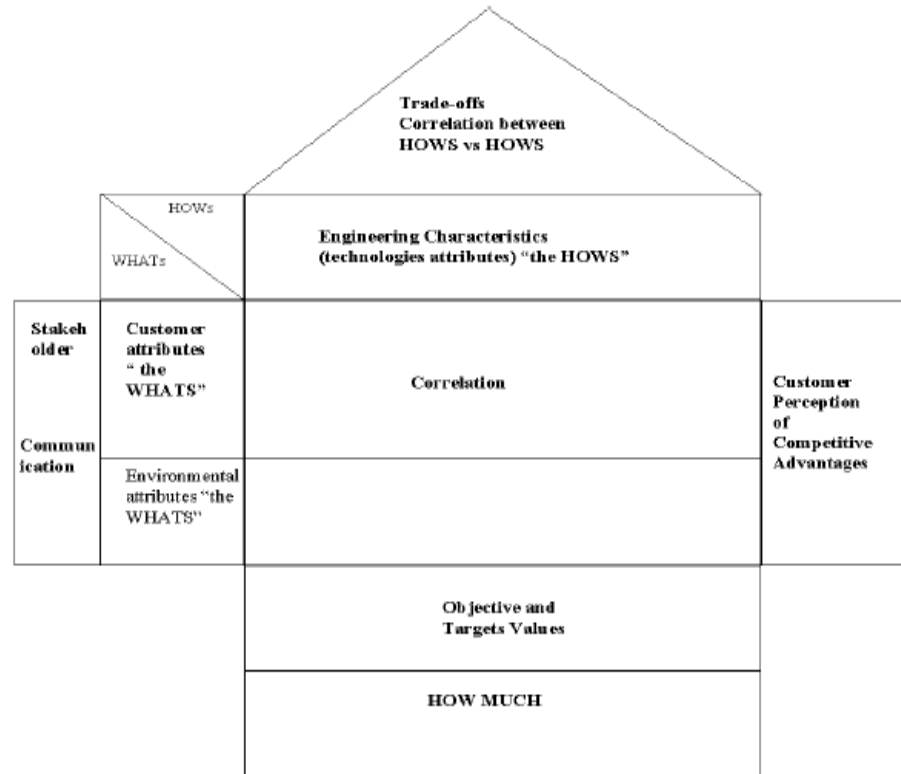 Trade-offs
Correlation between
HOWS vs HOWS
HOWs
WHATs
Engineering Characteristics
(technologies attributes) “the HOWS”
Stakeh
older
Commun
ication
Customer
attributes
“ the
WHATS”
Environmental
attributes “the
WHATS”
Correlation
Customer
Perception
of
Competitive
Advantages
Objective and
Targets Values
HOW MUCH